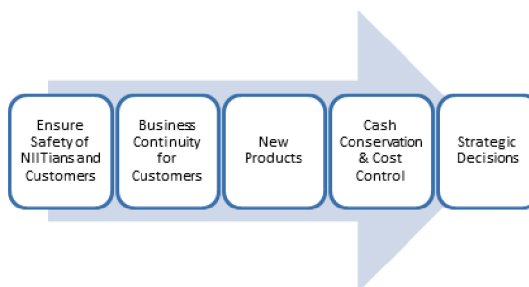 Ensure
Safety of
NIITians and
Customers
Business
Continuity for
Customers
New
Products
Cash
Conservation
& Cost
Control
Strategic
Decisions